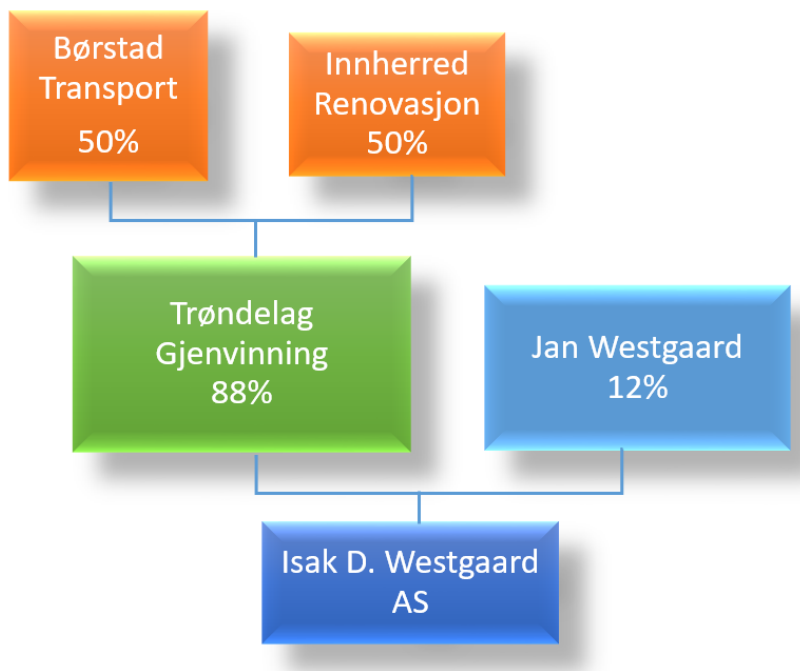 Børstad
Transport
50%
Innherred
Renovasjon
50%
Trøndelag
Gjenvinning
88%
Jan Westgaard
12%
Isak D. Westgaard
AS